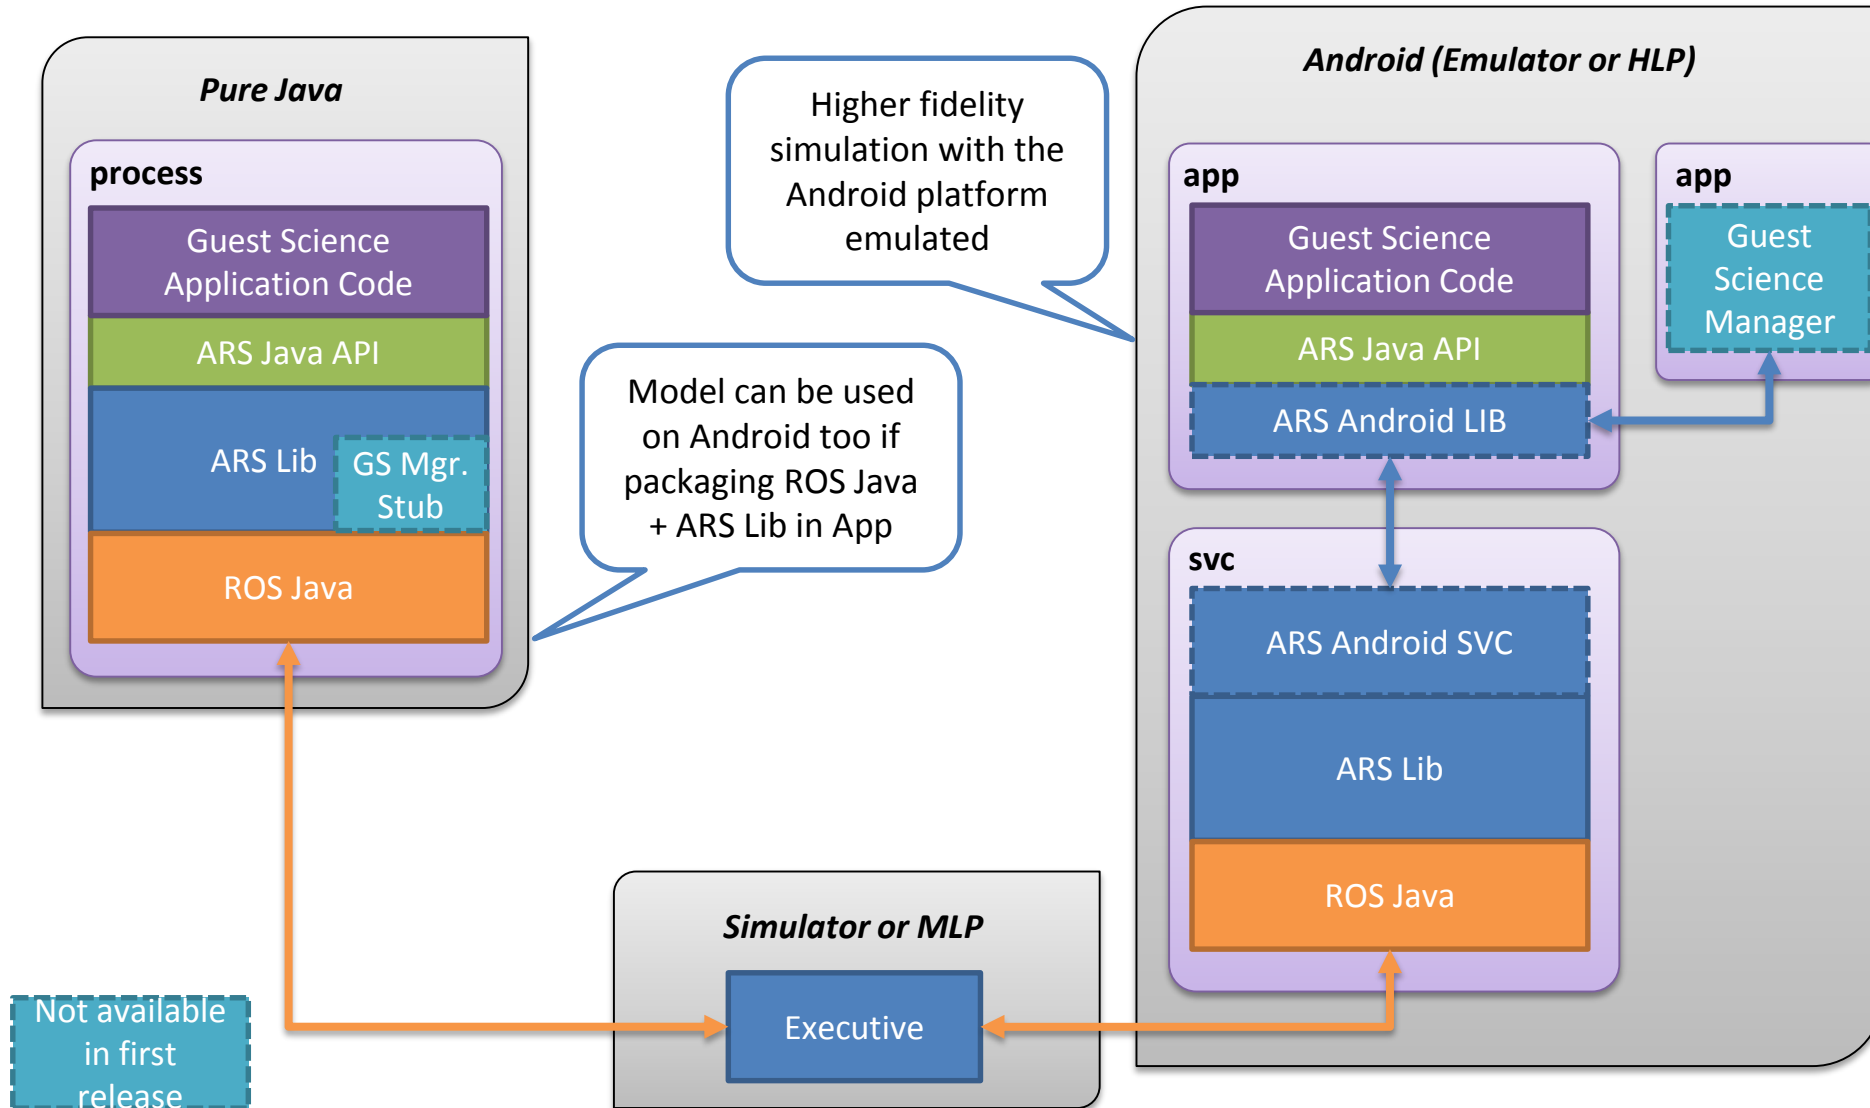 Pure Java
process
Guest Science
Application Code
ARS Java API
ARS Lib
GS Mgr.
Stub
ROS Java
Model can be used
on Android too if
packaging ROS Java
+ ARS Lib in App
Higher fidelity
simulation with the
Android platform
emulated
Android (Emulator or HLP)
app
Guest Science
Application Code
ARS Java API
ARS Android LIB
app
Guest
Science
Manager
svc
ARS Android SVC
ARS Lib
ROS Java
Simulator or MLP
Executive
Not available
in first
release